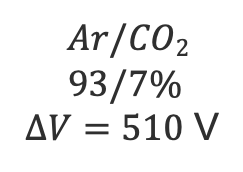 Ar/CO₂
93/7%
ΔV = 510 V